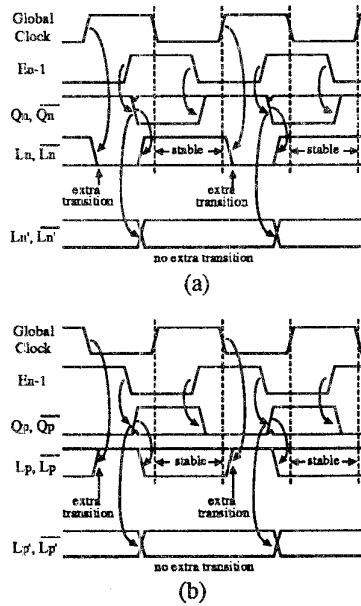 Global
Clock
En-1
Qn, Qn
Ln, Ln
stable
stable
extra
transition
extra
transition
Ln', Ln'
no extra transition
(a)
Global
Clock
En-1
Qp, Qp
Lp, Lp
stable
stable
extra
transition
extra
transition
Lp', Lp'
no extra transition
(b)